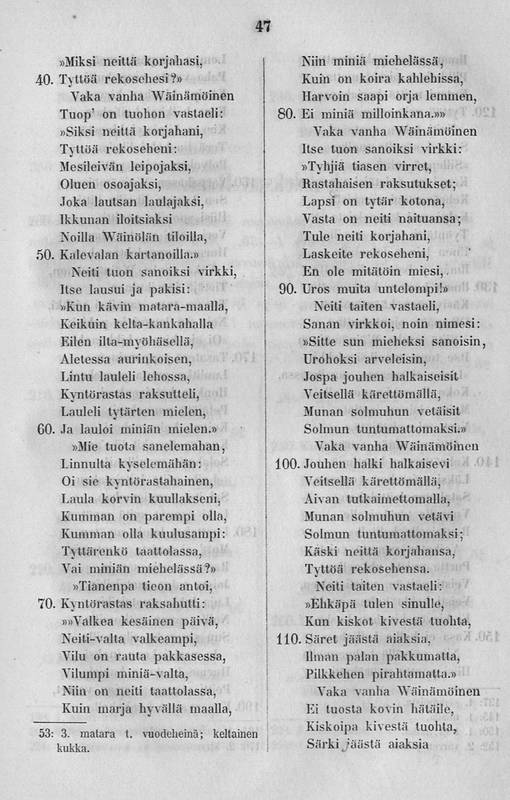 47
»Miksi neittä korjahasi,
40. Tyttöä rekosehesi?»
Vaka vanha Wäinämöinen
Tuop' on tuohon vastaeli:
»Siksi neittä korjahani,
Tyttöä rekoseheni:
Mesileivän leipojaksi,
Oluen osoajaksi,
Joka lautsan laulajaksi,
Ikkunan iloitsiaksi
Noilla Wäinölän tiloilla,
50. Kalevalan kartanoilla.»
Neiti tuon sanoiksi virkki,
Itse lausui ja pakisi:
»Kun kävin matara-maalla,
Keikuin kelta-kankahalla
Eilen ilta-myöhäsellä,
Aletessa aurinkoisen,
Lintu lauleli lehossa,
Kyntörastas raksutteli,
Lauleli tytärten mielen,
60. Ja lauloi miniän mielen.»
»Mie tuota sanelemahan,
Linnulta kyselemähän:
Oi sie kyntörastahainen,
Laula korvin kuullakseni,
Kumman on parempi olla,
Kumman olla kuulusampi:
Tyttärenkö taattolassa,
Vai miniän miehelässä?»
»Tianenpa tieon antoi,
70. Kyntörastas raksahutti:
»»Valkea kesäinen päivä,
Neiti-valta valkeampi,
Vilu on rauta pakkasessa,
Vilumpi miniä-valta,
Niin on neiti taattolassa,
Kuin marja hyvällä maalla,
53: 3. matara t. vuodeheinä; keltainen
kukka.
Niin miniä miehelässä,
Kuin on koira kahlehissa,
Harvoin saapi orja lemmen,
80. Ei miniä milloinkana.»»
Vaka vanha Wäinämöinen
Itse tuon sanoiksi virkki:
»Tyhjiä tiasen virret,
Rastahaisen raksutukset;
Lapsi on tytär kotona,
Vasta on neiti naituansa;
Tule neiti korjahani,
Laskeite rekoseheni,
En ole mitätöin miesi,
90. Uros muita untelompi!»
Neiti taiten vastaeli,
Sanan virkkoi, noin nimesi:
»Sitte sun mieheksi sanoisin,
Urohoksi arveleisin,
Jospa jouhen halkaiseisit
Veitsellä kärettömällä,
Munan solmuhun vetäisit
Solmun tuntumattomaksi.»
Vaka vanha Wäinämöinen
100. Jouhen halki halkaisevi
Veitsellä kärettömällä,
Aivan tutkaimettomalla,
Munan solmuhun vetävi
Solmun tuntumattomaksi;
Käski neittä korjahansa,
Tyttöä rekosehensa.
Neiti taiten vastaeli:
»Ehkäpä tulen sinulle,
Kun kiskot kivestä tuohta,
110. Säret jäästä aiaksia,
Ilman palan pakkumatta,
Pilkkehen pirahtamatta.»
Vaka vanha Wäinämöinen
Ei tuosta kovin hätäile,
Kiskoipa kivestä tuohta,
Särki jäästä aiaksia